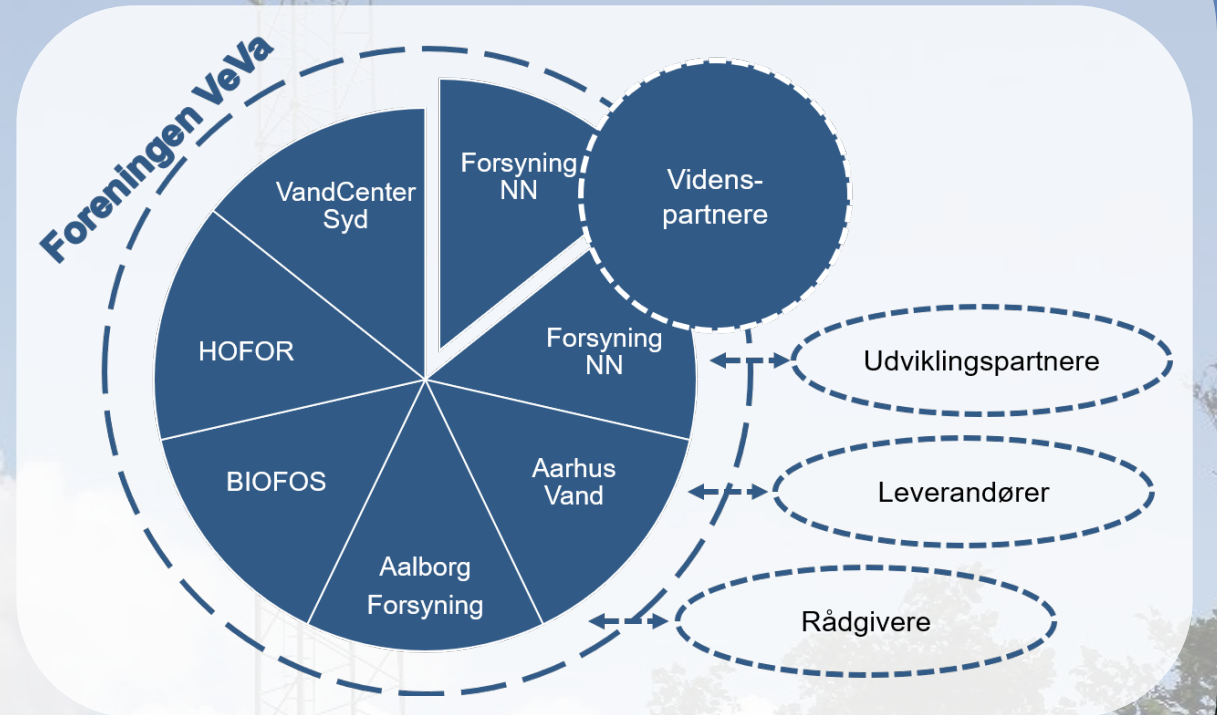 Foreningen VeVa
Forsyning
NN
Videns-
partnere
VandCenter
Syd
HOFOR
Forsyning
NN
Udviklingspartnere
BIOFOS
Aarhus
Vand
Leverandører
Aalborg
Forsyning
Rådgivere